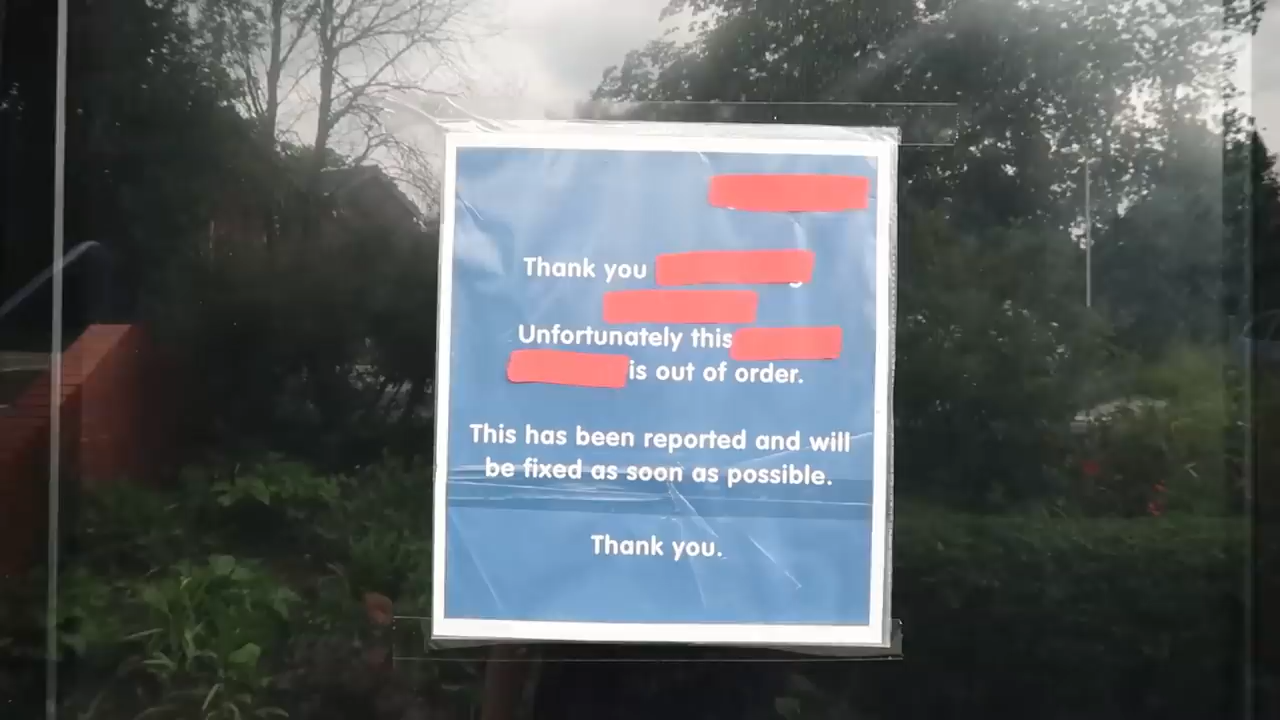 Thank you
Unfortunately this
is out of order.
This has been reported and will
be fixed as soon as possible.
Thank you.